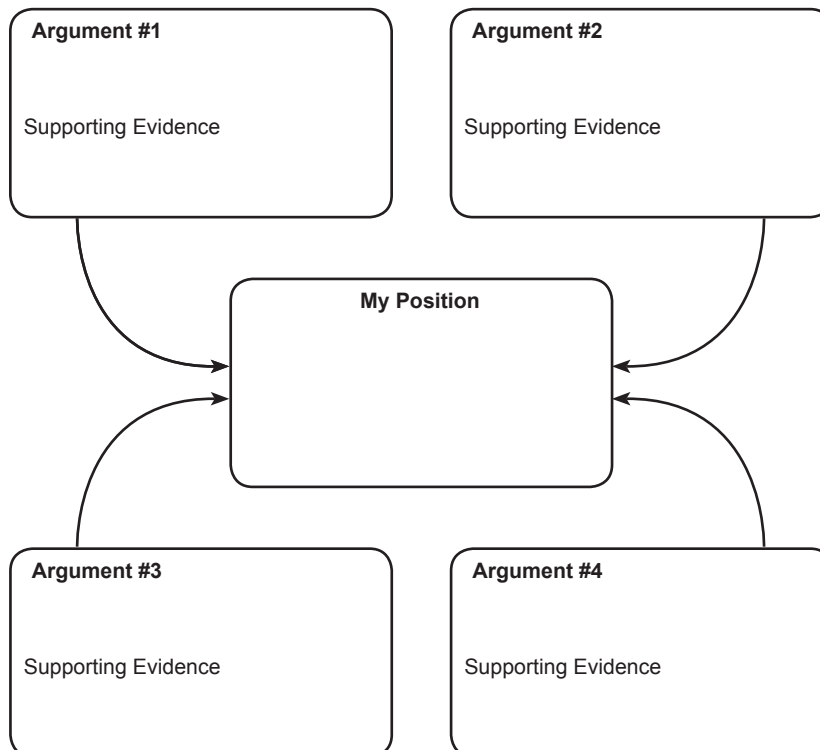 Argument #1
Supporting Evidence
Argument #2
Supporting Evidence
My Position
Argument #3
Supporting Evidence
Argument #4
Supporting Evidence